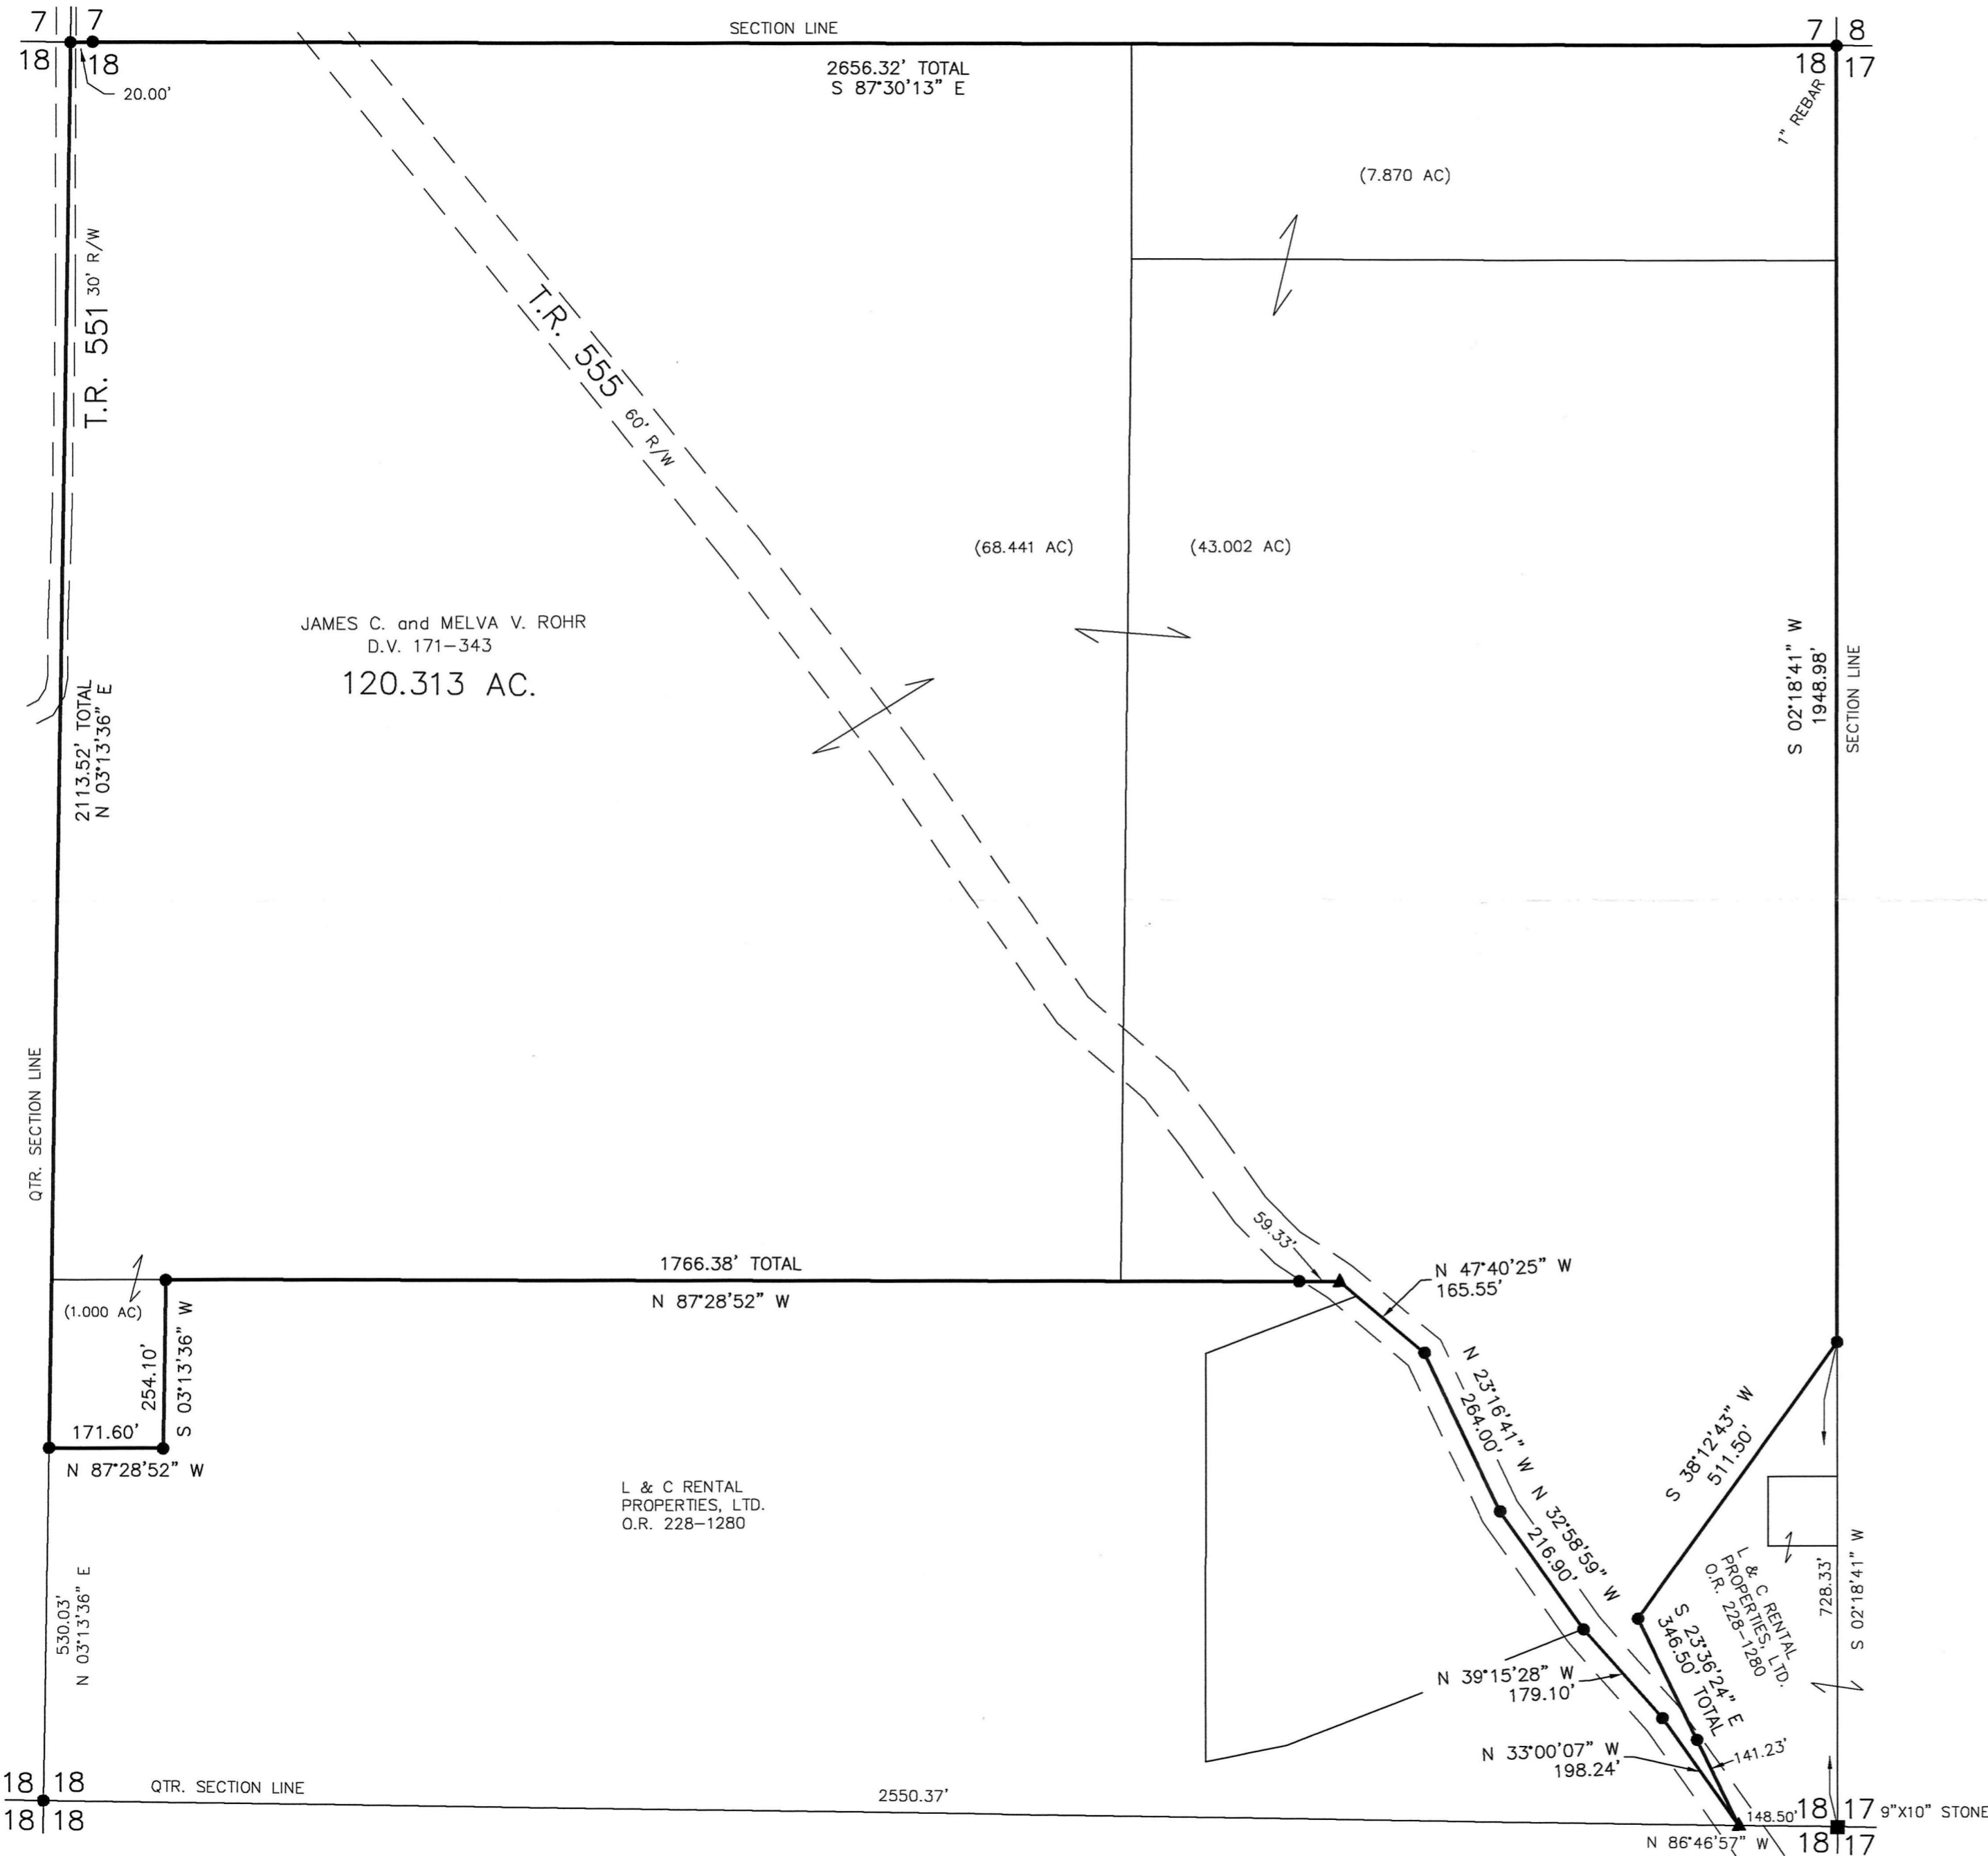 7 7
18 18
20.00'
SECTION LINE
2656.32' TOTAL
S 87°30'13" E
7 8
18 17
1" REBAR
(7.870 AC)
T.R. 551 30' R/W
T.R. 555 60' R/W
(68.441 AC)
(43.002 AC)
JAMES C. and MELVA V. ROHR
D.V. 171-343
120.313 AC.
2113.52' TOTAL
N 03°13'36" E
S 02°18'41" W
1948.98'
SECTION LINE
QTR. SECTION LINE
59.33'
1766.38' TOTAL
N 87°28'52" W
N 47°40'25" W
165.55'
(1.000 AC)
254.10'
S 03°13'36" W
171.60'
N 87°28'52" W
N 23°16'41" W
264.00'
S 38°12'43" W
511.50'
L & C RENTAL
PROPERTIES, LTD.
O.R. 228-1280
N 32°58'59" W
216.90'
L & C RENTAL
PROPERTIES, LTD.
O.R. 228-1280
728.33'
S 02°18'41" W
530.03'
N 03°13'36" E
S 23°36'24" E
346.50' TOTAL
N 39°15'28" W
179.10'
N 33°00'07" W
198.24'
141.23'
18 18
18 18
QTR. SECTION LINE
2550.37'
148.50'
N 86°46'57" W
18 17
18 17
9"X10" STONE